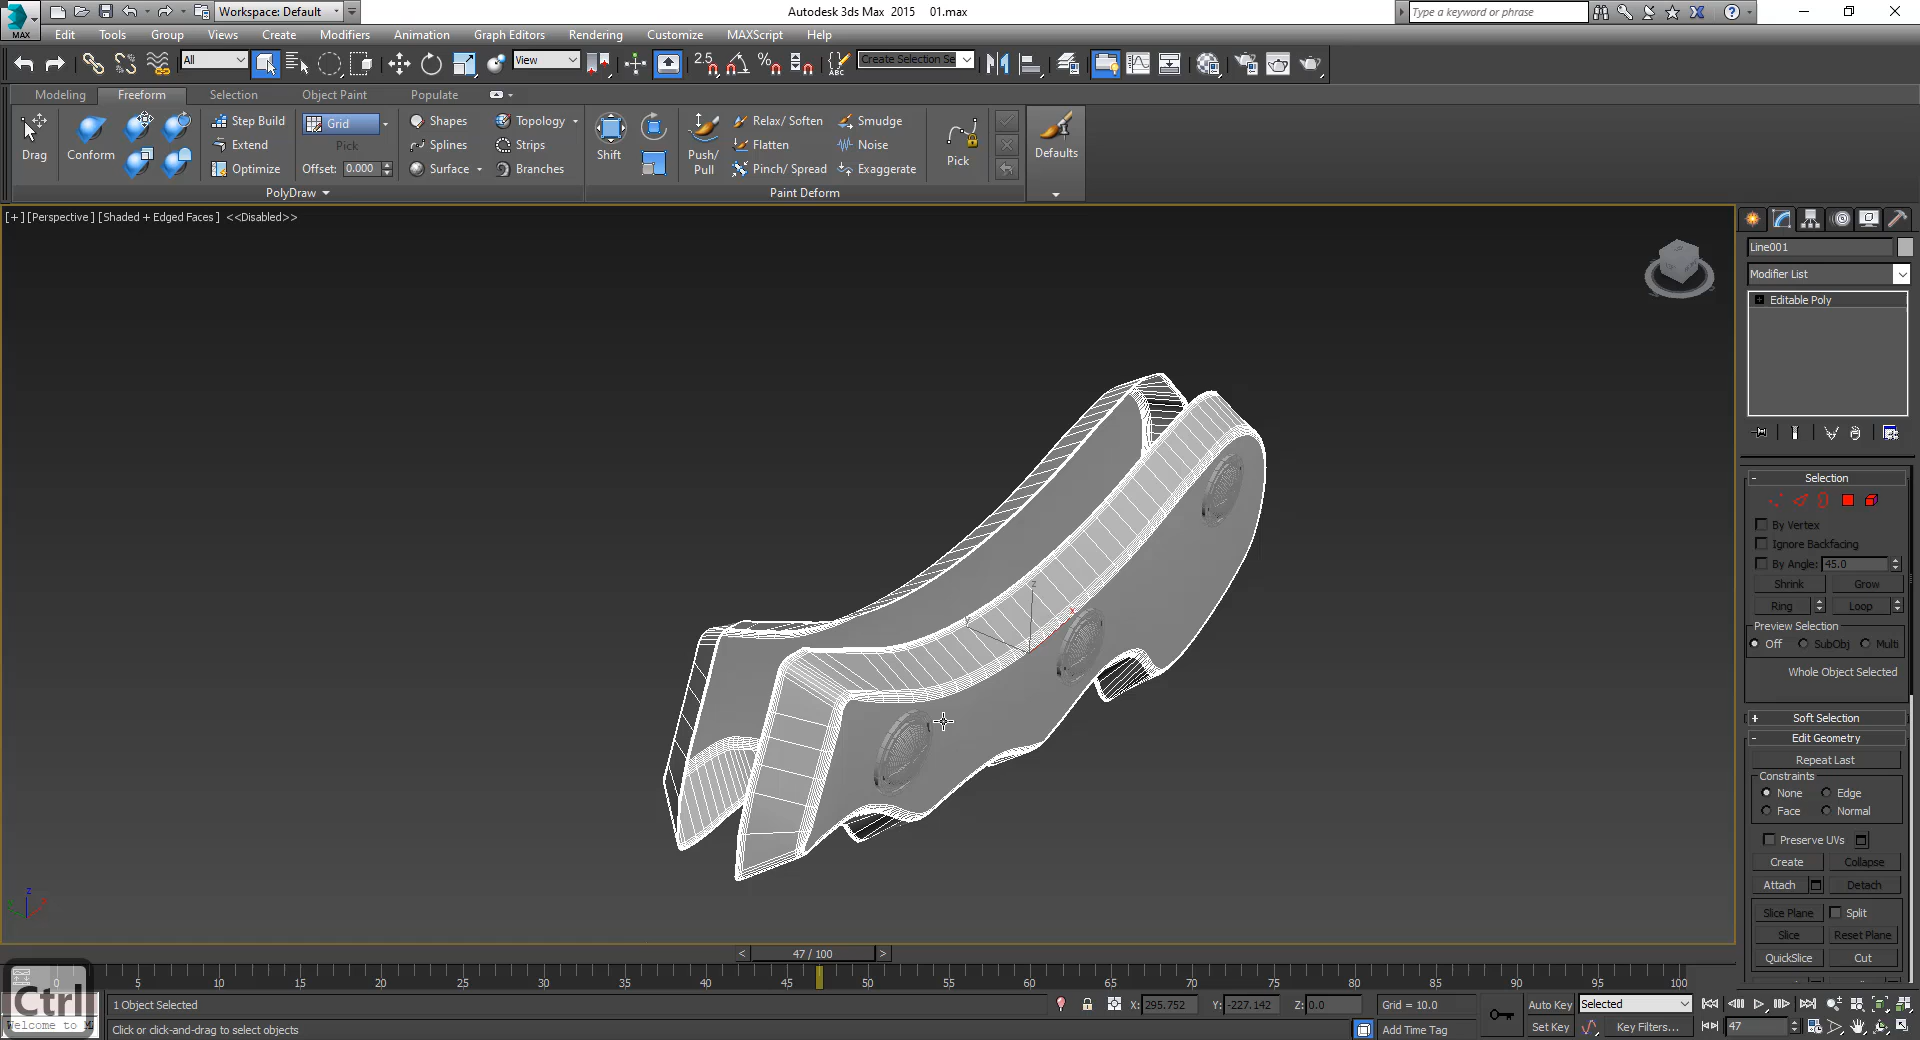 Workspace: Default
Autodesk 3ds Max 2015    01.max
Type a keyword or phrase
MAX
Edit Tools Group Views Create Modifiers Animation Graph Editors Rendering Customize MAXScript Help
All
View
2.5
ABC
Create Selection Se
Modeling Freeform Selection Object Paint Populate
Drag
Conform
Step Build
Extend
Optimize
Grid
Pick
Offset: 0.000
Shapes
Splines
Surface
Topology
Strips
Branches
PolyDraw
Shift
Push/
Pull
Relax/ Soften
Flatten
Pinch/ Spread
Smudge
Noise
Exaggerate
Paint Deform
Pick
Defaults
[+] [Perspective ] [Shaded + Edged Faces ] <<Disabled>>
Line001
Modifier List
Editable Poly
Selection
By Vertex
Ignore Backfacing
By Angle: 45.0
Shrink Grow
Ring Loop
Preview Selection
Off SubObj Multi
Whole Object Selected
Soft Selection
Edit Geometry
Repeat Last
Constraints
None Edge
Face Normal
Preserve UVs
Create Collapse
Attach Detach
Slice Plane Split
Slice Reset Plane
QuickSlice Cut
z
x
z
< 47 / 100 >
0 5 10 15 20 25 30 35 40 45 50 55 60 65 70 75 80 85 90 95 100
Ctrl
Welcome to M
1 Object Selected
Click or click-and-drag to select objects
X: 295.752 Y: -227.142 Z: 0.0
Grid = 10.0
Add Time Tag
Auto Key Selected
Set Key Key Filters...
47